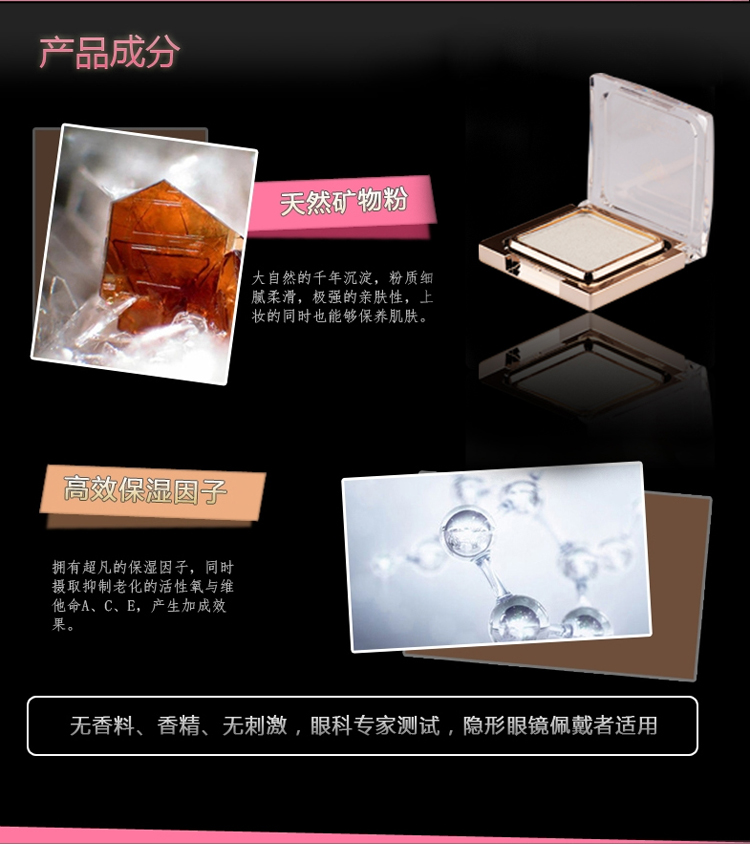 产品成分
天然矿物粉
大自然的千年沉淀，粉质细
腻柔滑，极强的亲肤性，上
妆的同时也能够保养肌肤。
高效保湿因子
拥有超凡的保湿因子，同时
摄取抑制老化的活性氧与维
他命A、C、E，产生加成效
果。
无香料、香精、无刺激，眼科专家测试，隐形眼镜佩戴者适用